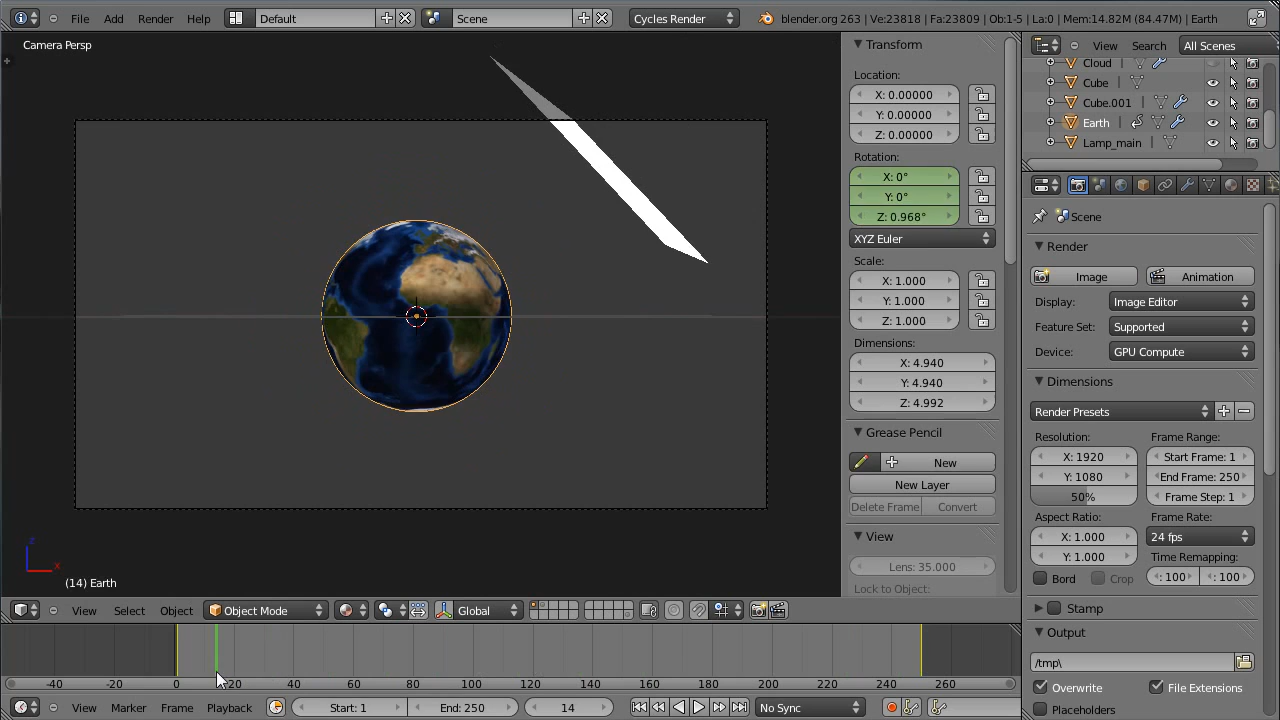 File Add Render Help Default Scene Cycles Render blender.org 263 | Ve:23818 | Fa:23809 | Ob:1-5 | La:0 | Mem:14.82M (84.47M) | Earth
Camera Persp
(14) Earth
View Select Object Object Mode Global
Transform
Location:
X: 0.00000
Y: 0.00000
Z: 0.00000
Rotation:
X: 0°
Y: 0°
Z: 0.968°
XYZ Euler
Scale:
X: 1.000
Y: 1.000
Z: 1.000
Dimensions:
X: 4.940
Y: 4.940
Z: 4.992
Grease Pencil
New
New Layer
Delete Frame Convert
View
Lens: 35.000
Lock to Object:
View Search All Scenes
Cloud
Cube
Cube.001
Earth
Lamp_main
Scene
Render
Image Animation
Display: Image Editor
Feature Set: Supported
Device: GPU Compute
Dimensions
Render Presets
Resolution: Frame Range:
X: 1920 Start Frame: 1
Y: 1080 End Frame: 250
50% Frame Step: 1
Aspect Ratio: Frame Rate:
X: 1.000 24 fps
Y: 1.000 Time Remapping:
Bord Crop : 100 : 100
Stamp
Output
/tmp\
Overwrite File Extensions
Placeholders
-40 -20 0 20 40 60 80 100 120 140 160 180 200 220 240 260
View Marker Frame Playback Start: 1 End: 250 14 No Sync